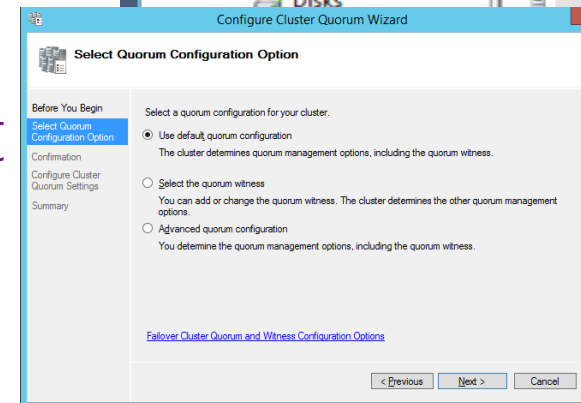 Disks
Configure Cluster Quorum Wizard
Select Quorum Configuration Option
Before You Begin
Select Quorum
Configuration Option
Confirmation
Configure Cluster
Quorum Settings
Summary
Select a quorum configuration for your cluster.
Use default quorum configuration
The cluster determines quorum management options, including the quorum witness.
Select the quorum witness
You can add or change the quorum witness. The cluster determines the other quorum management
options.
Advanced quorum configuration
You determine the quorum management options, including the quorum witness.
Failover Cluster Quorum and Witness Configuration Options
< Previous
Next >
Cancel